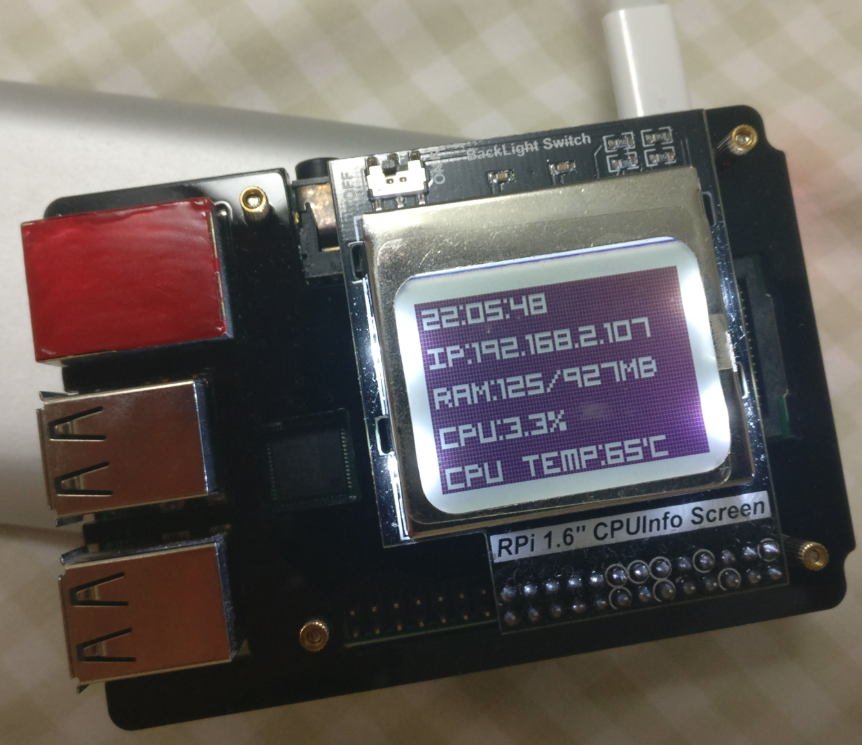 BackLight Switch
OFF
ON
22:05:48
IP:192.168.2.107
RAM:125/927MB
CPU:3.3%
CPU TEMP:65'C
RPi 1.6" CPUInfo Screen